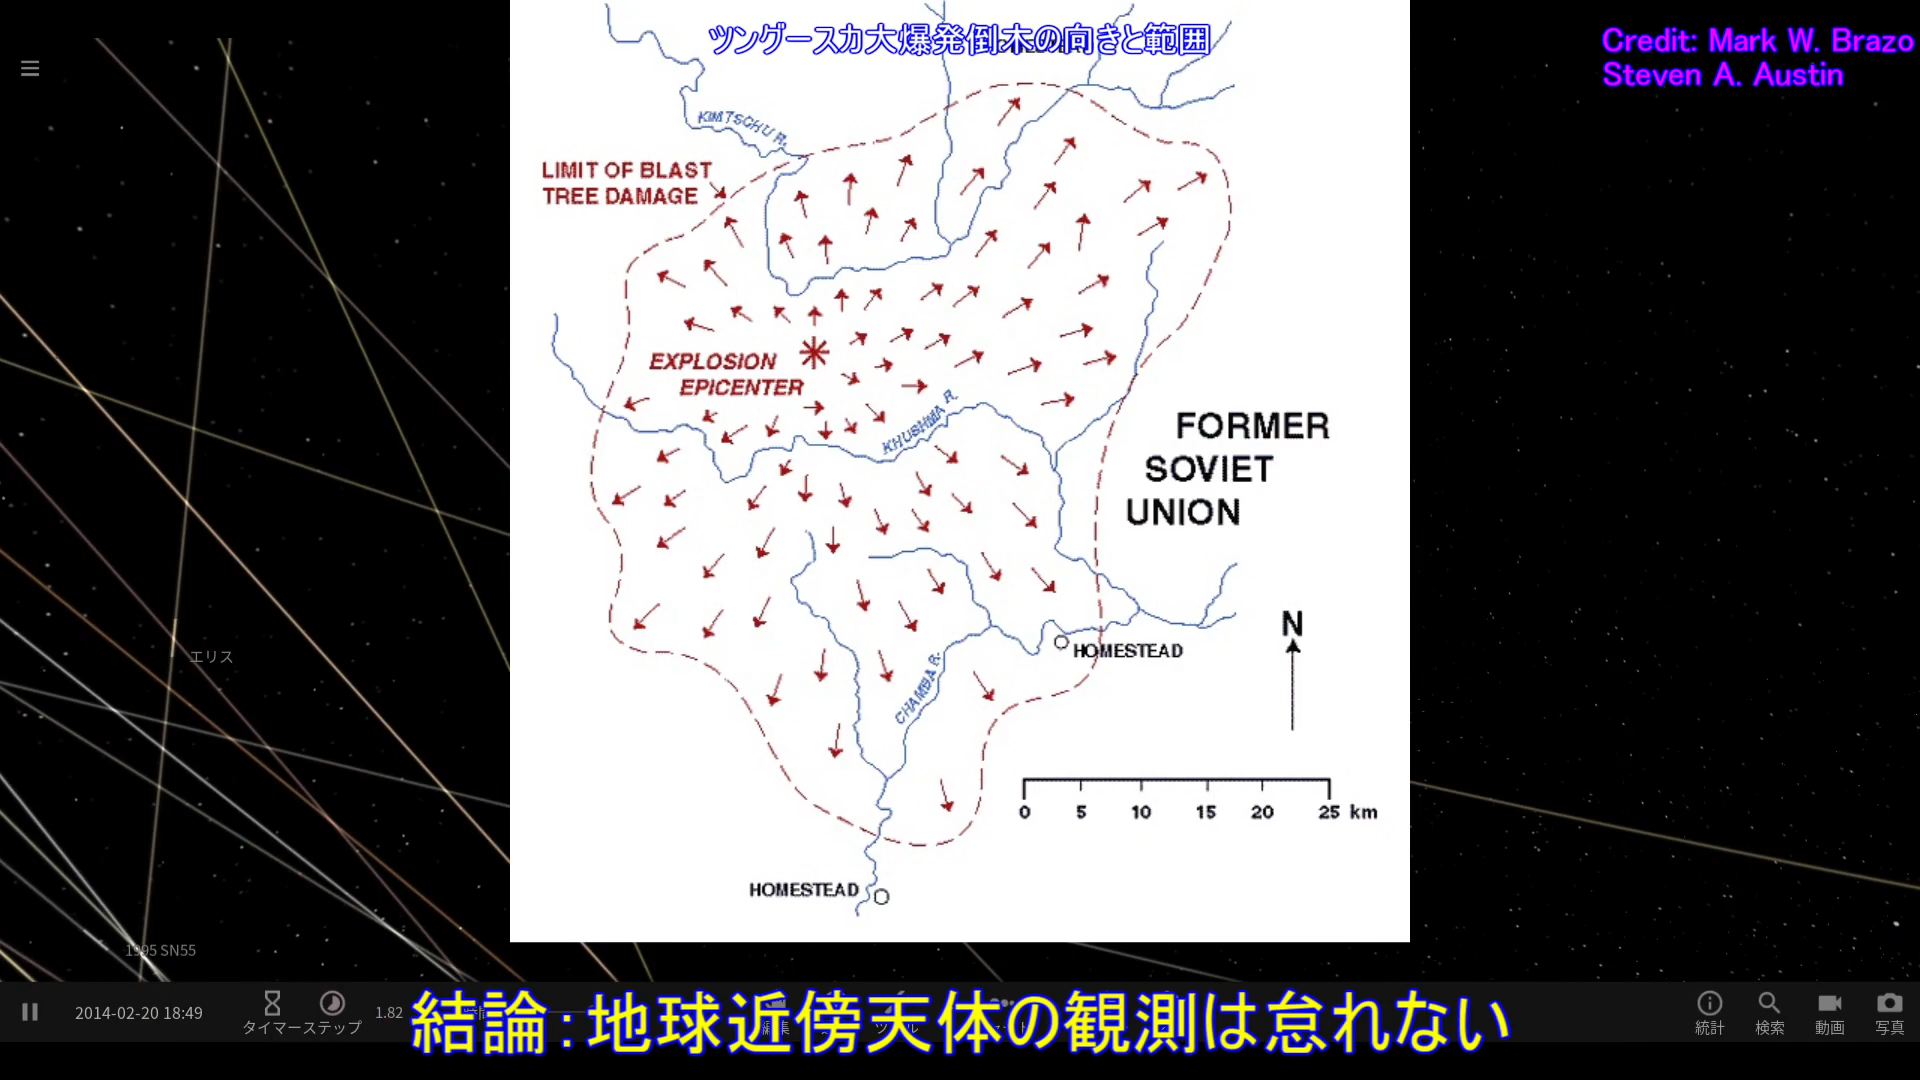 ツングースカ大爆発倒木の向きと範囲
Credit: Mark W. Brazo
Steven A. Austin
KIMTSCHU R.
LIMIT OF BLAST
TREE DAMAGE
EXPLOSION
EPICENTER
KHUSHMA R.
FORMER
SOVIET
UNION
N
HOMESTEAD
CHAMBA R.
0 5 10 15 20 25 km
HOMESTEAD
エリス
1995 SN55
2014-02-20 18:49
タイマーステップ
1.82
結論:地球近傍天体の観測は怠れない
統計
検索
動画
写真